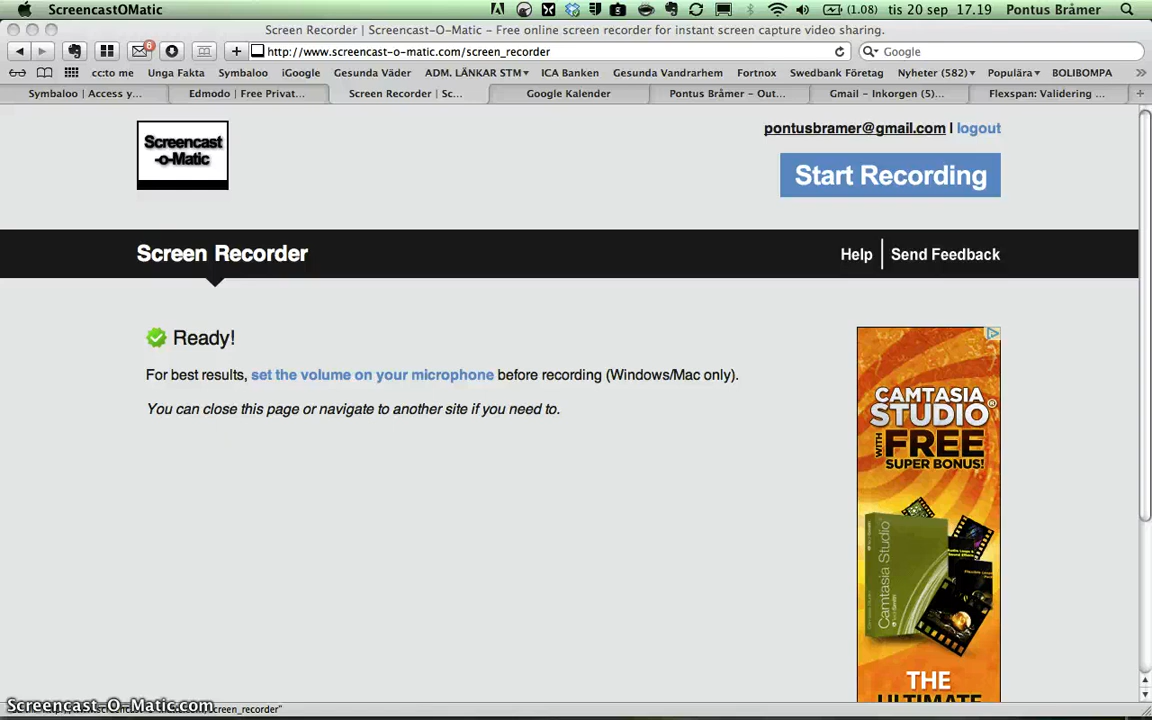 ScreencastOMatic (1.08) tis 20 sep 17.19 Pontus Bråmer
Screen Recorder | Screencast-O-Matic – Free online screen recorder for instant screen capture video sharing.
6 http://www.screencast-o-matic.com/screen_recorder Google
cc:to me Unga Fakta Symbaloo iGoogle Gesunda Väder ADM. LÄNKAR STM ICA Banken Gesunda Vandrarhem Fortnox Swedbank Företag Nyheter (582) Populära BOLIBOMPA
Symbaloo | Access y... Edmodo | Free Privat... Screen Recorder | Sc... Google Kalender Pontus Bråmer – Out... Gmail – Inkorgen (5)... Flexspan: Validering ...
pontusbramer@gmail.com | logout
Screencast
-o-Matic
Start Recording
Screen Recorder Help Send Feedback
Ready!
For best results, set the volume on your microphone before recording (Windows/Mac only).
You can close this page or navigate to another site if you need to.
CAMTASIA
STUDIO®
WITH FREE
SUPER BONUS!
Camtasia Studio
THE
ULTIMATE
Screencast-O-Matic.com
screen_recorder"